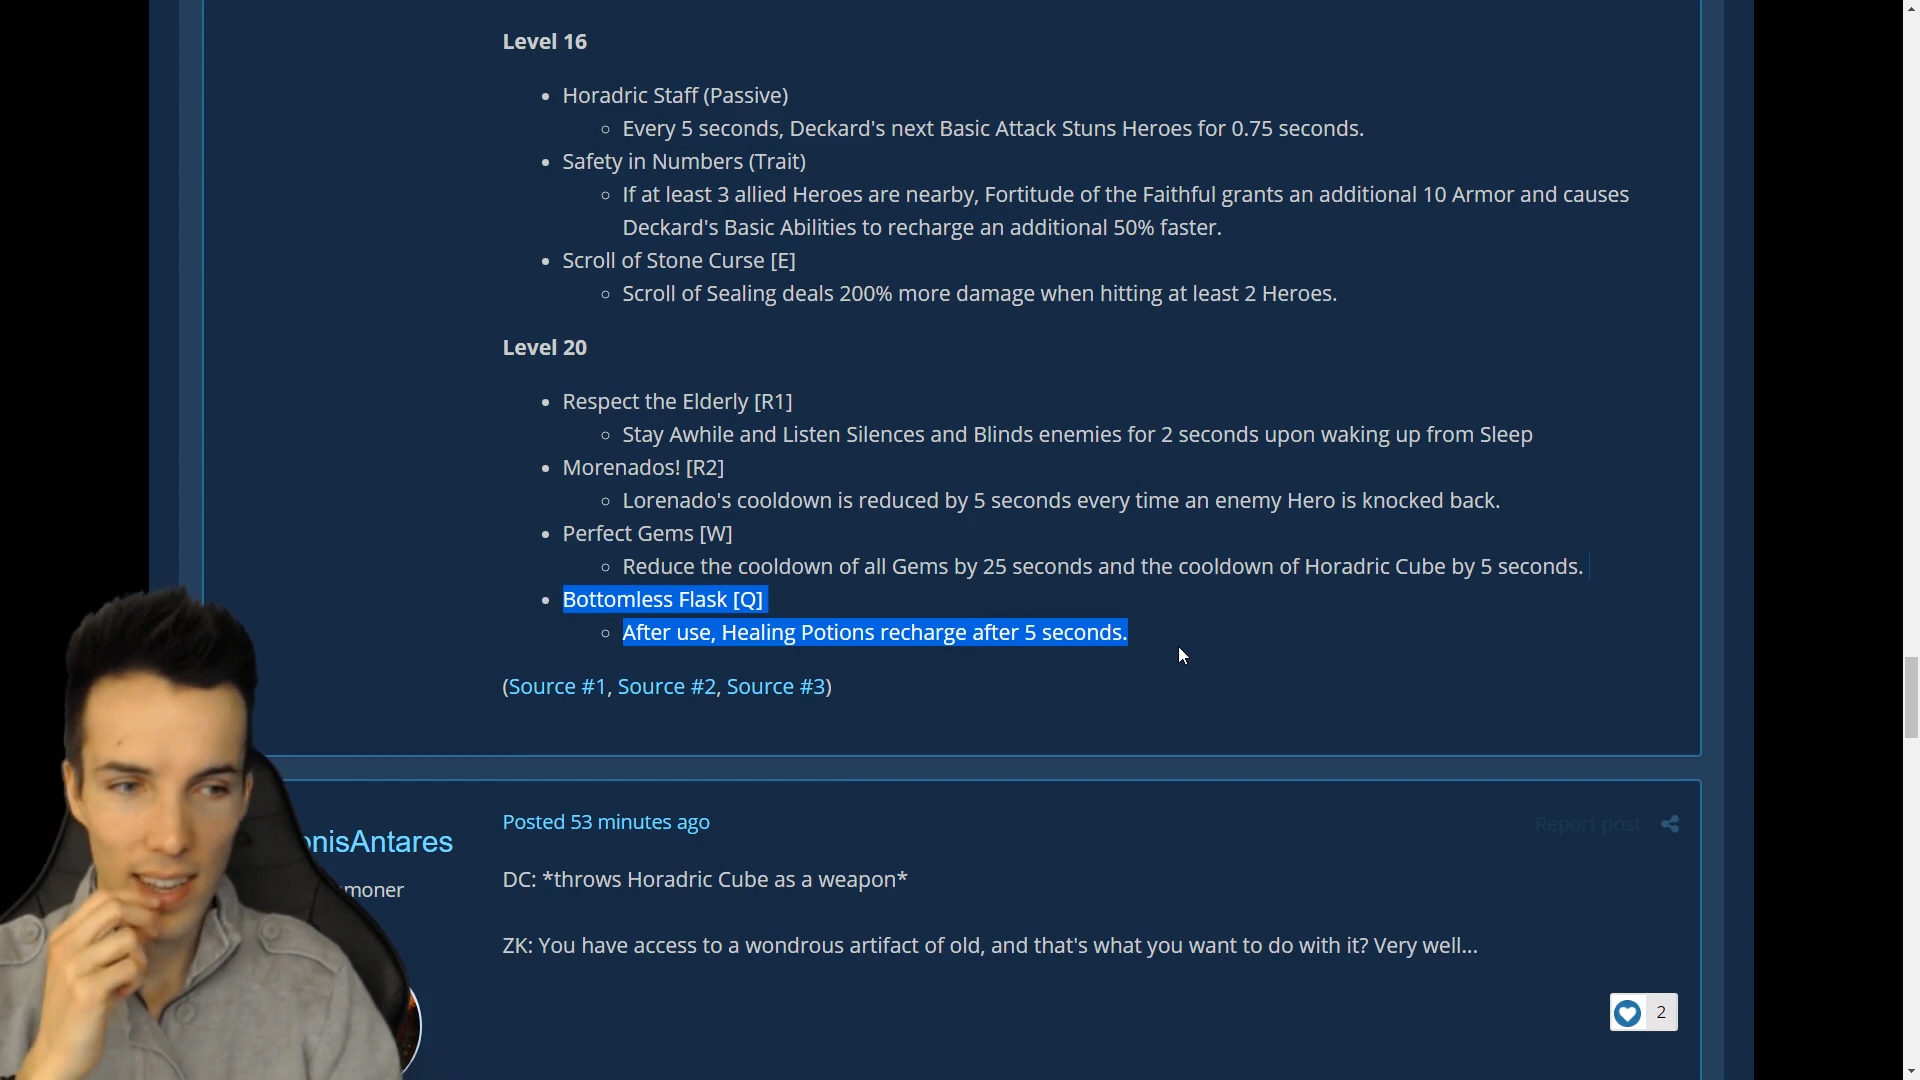 Level 16
Horadric Staff (Passive)
Every 5 seconds, Deckard's next Basic Attack Stuns Heroes for 0.75 seconds.
Safety in Numbers (Trait)
If at least 3 allied Heroes are nearby, Fortitude of the Faithful grants an additional 10 Armor and causes
Deckard's Basic Abilities to recharge an additional 50% faster.
Scroll of Stone Curse [E]
Scroll of Sealing deals 200% more damage when hitting at least 2 Heroes.
Level 20
Respect the Elderly [R1]
Stay Awhile and Listen Silences and Blinds enemies for 2 seconds upon waking up from Sleep
Morenados! [R2]
Lorenado's cooldown is reduced by 5 seconds every time an enemy Hero is knocked back.
Perfect Gems [W]
Reduce the cooldown of all Gems by 25 seconds and the cooldown of Horadric Cube by 5 seconds.
Bottomless Flask [Q]
After use, Healing Potions recharge after 5 seconds.
(Source #1, Source #2, Source #3)
Posted 53 minutes ago
Report post
onisAntares
moner
DC: *throws Horadric Cube as a weapon*
ZK: You have access to a wondrous artifact of old, and that's what you want to do with it? Very well...
2